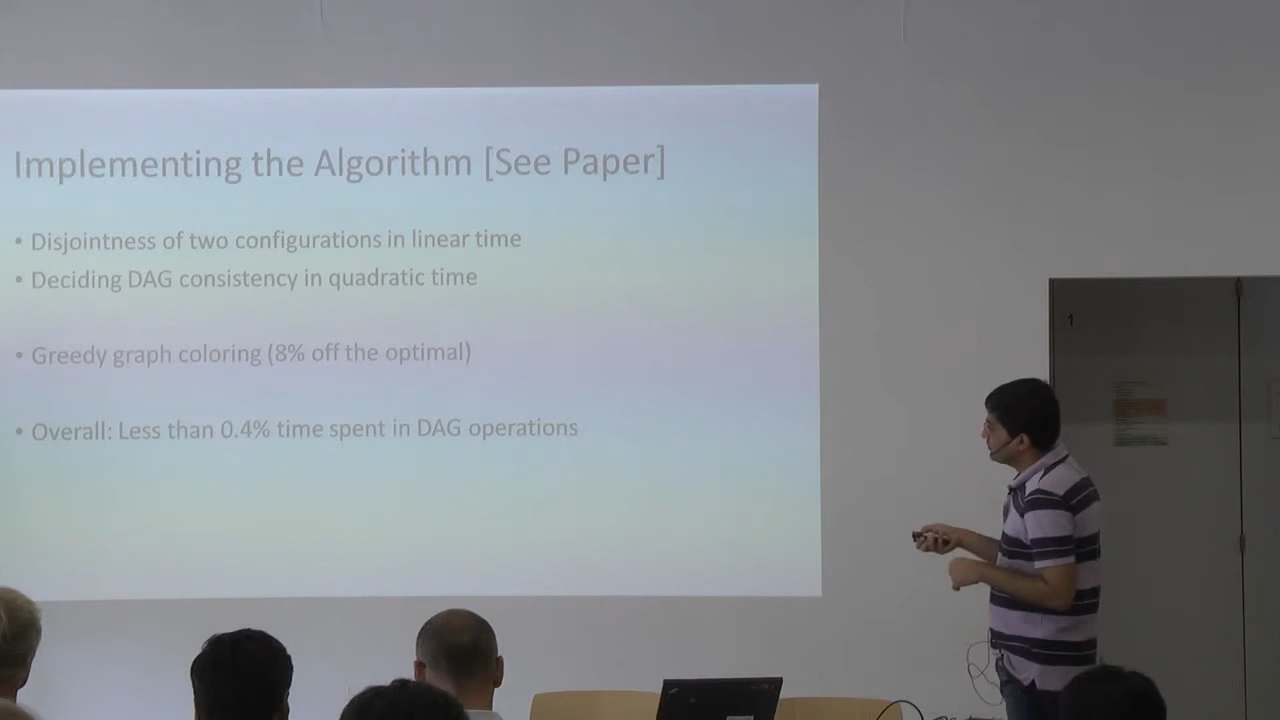 Implementing the Algorithm [See Paper]
• Disjointness of two configurations in linear time
• Deciding DAG consistency in quadratic time
• Greedy graph coloring (8% off the optimal)
• Overall: Less than 0.4% time spent in DAG operations
1